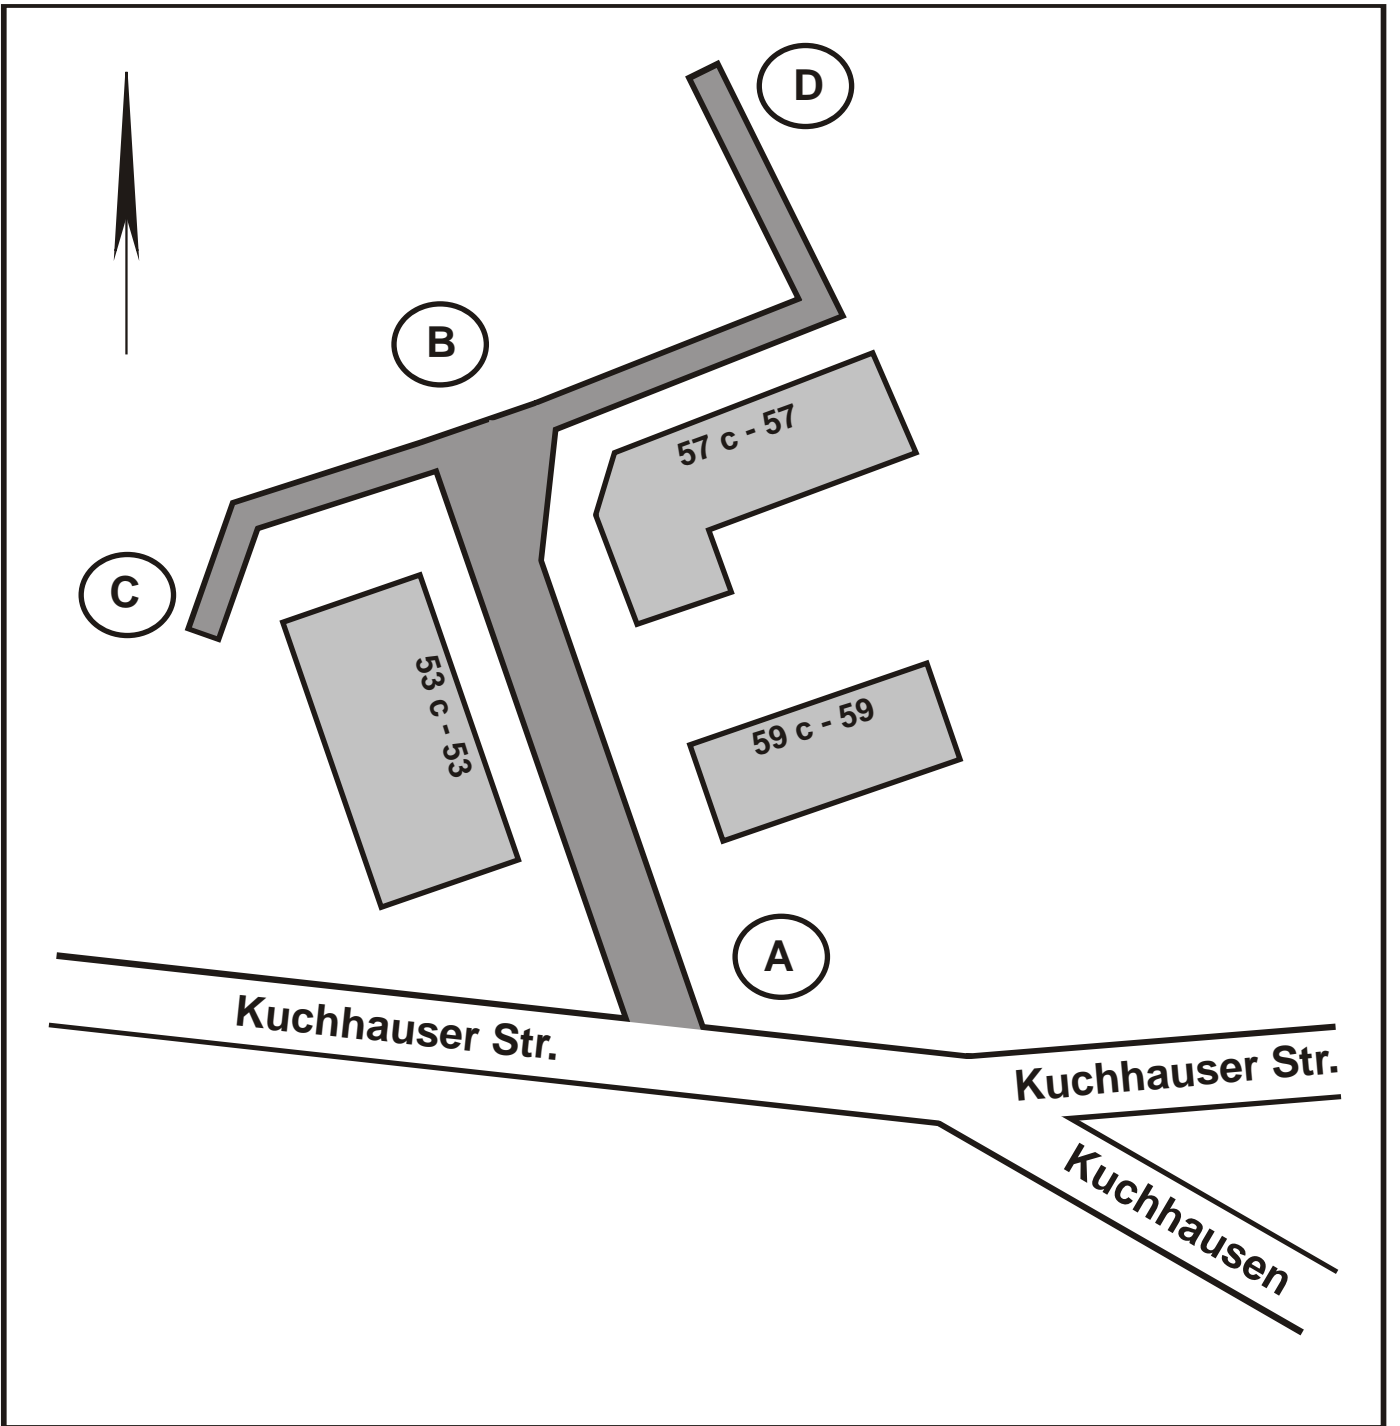 D
B
57 c - 57
C
53 c - 53
59 c - 59
A
Kuchhauser Str.
Kuchhauser Str.
Kuchhausen